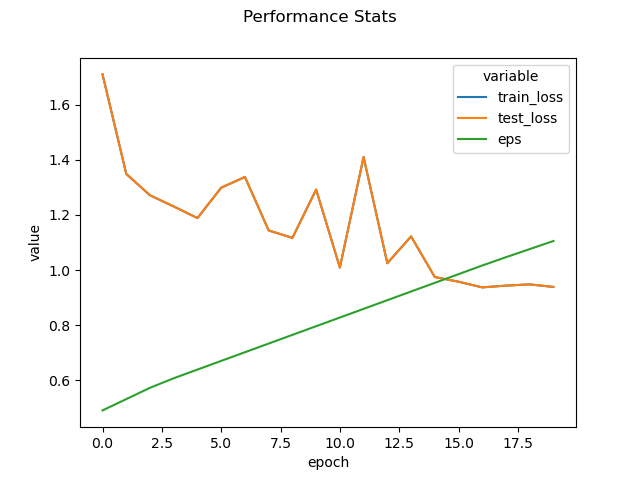 Performance Stats
variable
train_loss
test_loss
eps
1.6
1.4
1.2
1.0
0.8
0.6
value
0.0 2.5 5.0 7.5 10.0 12.5 15.0 17.5
epoch